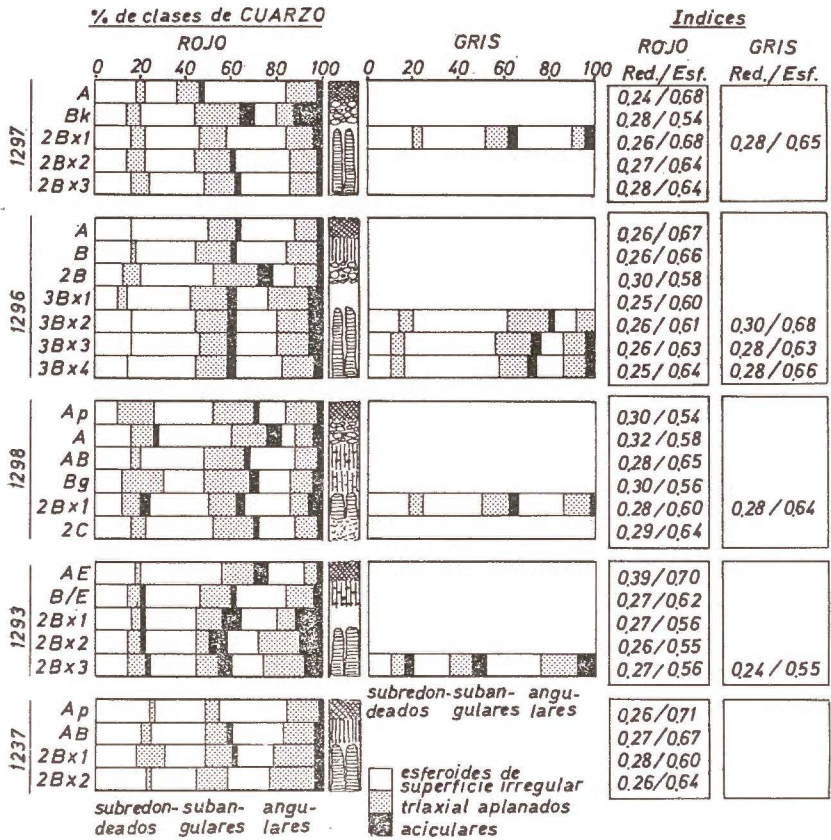 % de clases de CUARZO
Indices
ROJO
GRIS
ROJO
GRIS
0 20 40 60 80 100
0 20 40 60 80 100
Red./Esf.
Red./Esf.
1297
A 0,24/0,68
Bk 0,28/0,54
2Bx1 0,26/0,68 0,28/0,65
2Bx2 0,27/0,64
2Bx3 0,28/0,64
1296
A 0,26/0,67
B 0,26/0,66
2B 0,30/0,58
3Bx1 0,25/0,60
3Bx2 0,26/0,61 0,30/0,68
3Bx3 0,26/0,63 0,28/0,63
3Bx4 0,25/0,64 0,28/0,66
1298
Ap 0,30/0,54
A 0,32/0,58
AB 0,28/0,65
Bg 0,30/0,56
2Bx1 0,28/0,60 0,28/0,64
2C 0,29/0,64
1293
AE 0,39/0,70
B/E 0,27/0,62
2Bx1 0,27/0,56
2Bx2 0,26/0,55
2Bx3 0,27/0,56 0,24/0,55
subredon- suban- angu-
deados gulares lares
1237
Ap 0,26/0,71
AB 0,27/0,67
2Bx1 0,28/0,60
2Bx2 0,26/0,64
subredon- suban- angu-
deados gulares lares
esferoides de
superficie irregular
triaxial aplanados
aciculares